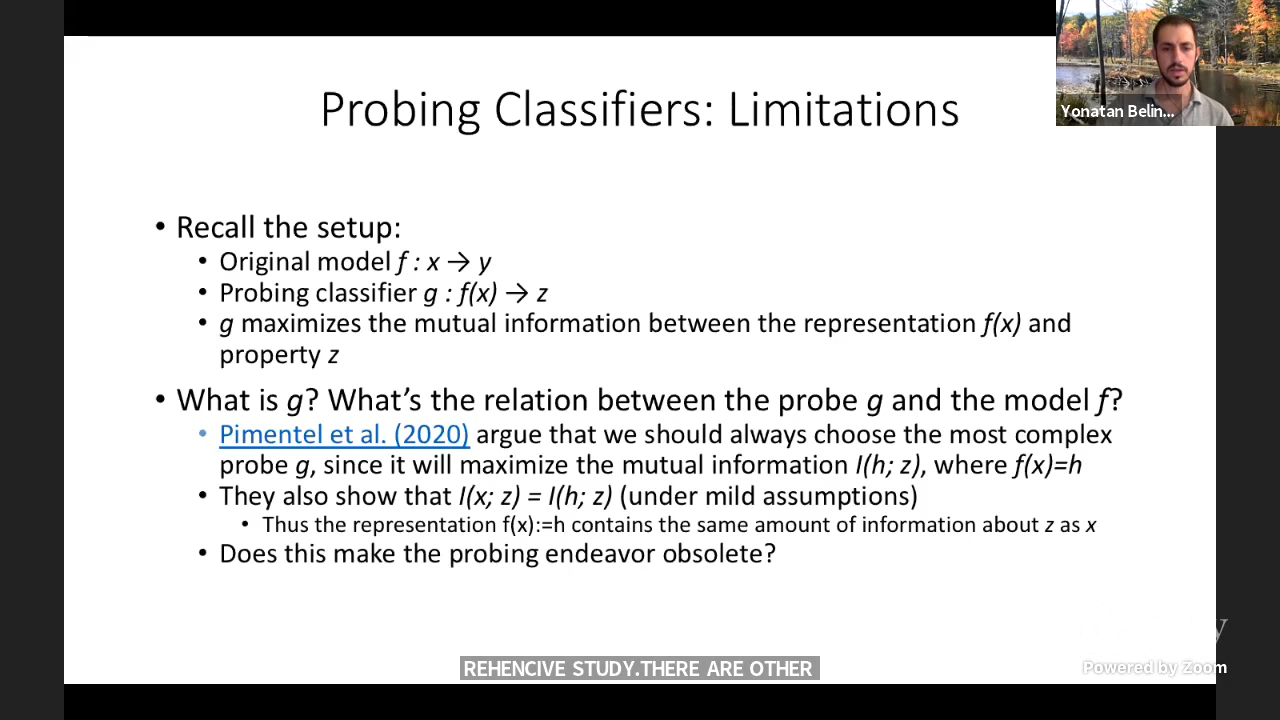 Probing Classifiers: Limitations
Yonatan Belin...
• Recall the setup:
• Original model f : x → y
• Probing classifier g : f(x) → z
• g maximizes the mutual information between the representation f(x) and
property z
• What is g? What's the relation between the probe g and the model f?
• Pimentel et al. (2020) argue that we should always choose the most complex
probe g, since it will maximize the mutual information I(h; z), where f(x)=h
• They also show that I(x; z) = I(h; z) (under mild assumptions)
• Thus the representation f(x):=h contains the same amount of information about z as x
• Does this make the probing endeavor obsolete?
REHENCIVE STUDY.THERE ARE OTHER
Powered by Zoom